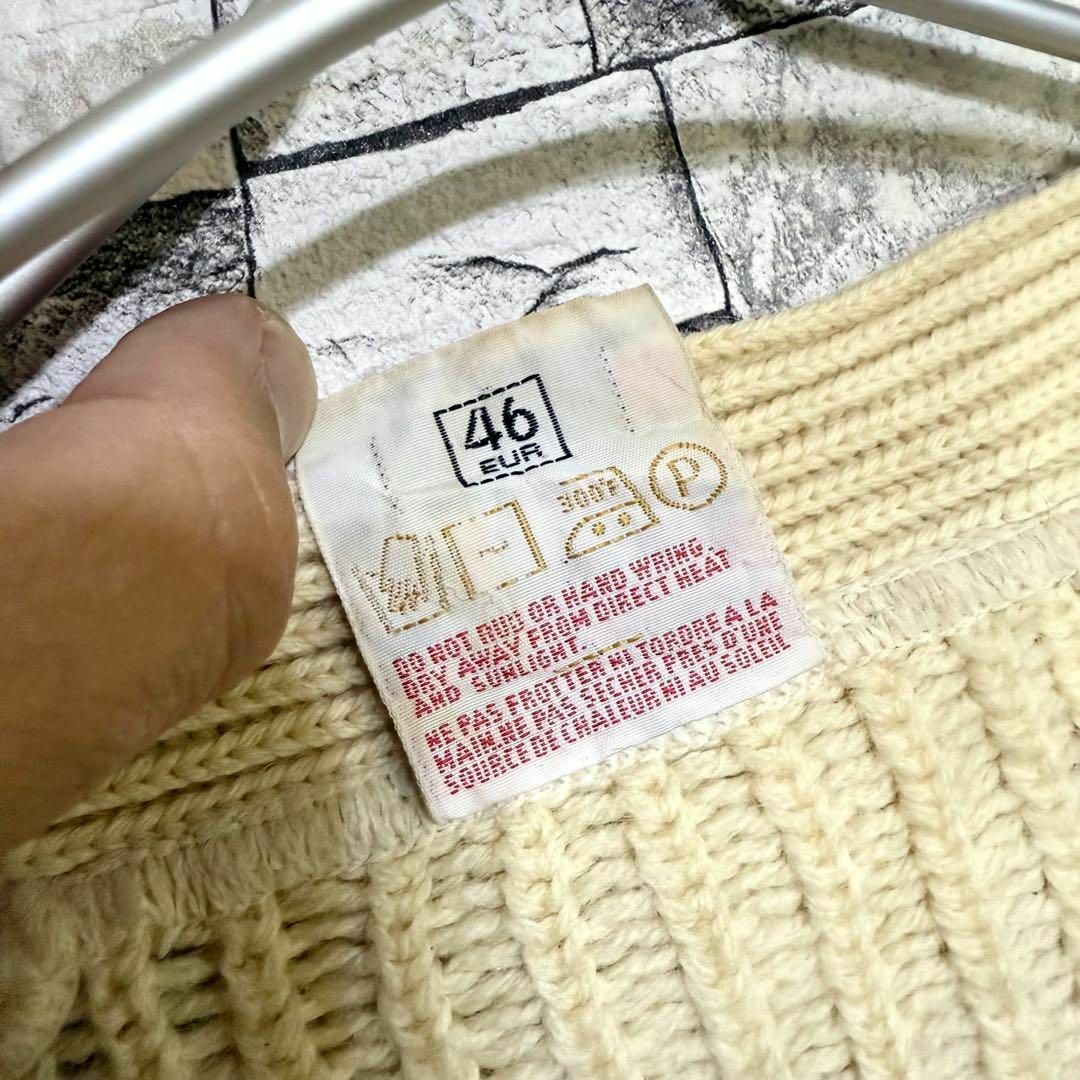 46
EUR
300°F
P
DO NOT RUB OR HAND WRING
DRY AWAY FROM DIRECT HEAT
AND SUNLIGHT
NE PAS FROTTER NI TORDRE A LA
MAIN.NE PAS SECHER PRES D'UNE
SOURCE DE CHALEUR NI AU SOLEIL